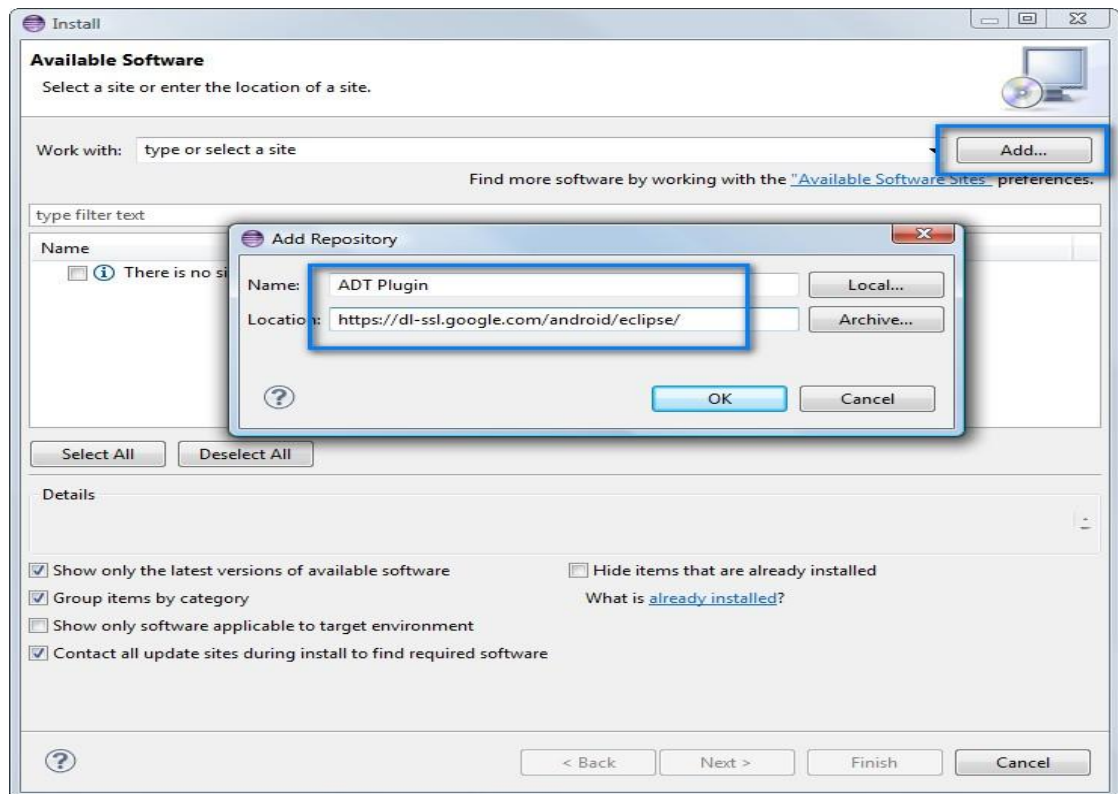 Install
Available Software
Select a site or enter the location of a site.
Work with: type or select a site Add...
Find more software by working with the "Available Software Sites" preferences.
type filter text
Name
There is no si
Add Repository
Name: ADT Plugin Local...
Location: https://dl-ssl.google.com/android/eclipse/ Archive...
? OK Cancel
Select All Deselect All
Details
Show only the latest versions of available software Hide items that are already installed
Group items by category What is already installed?
Show only software applicable to target environment
Contact all update sites during install to find required software
? < Back Next > Finish Cancel